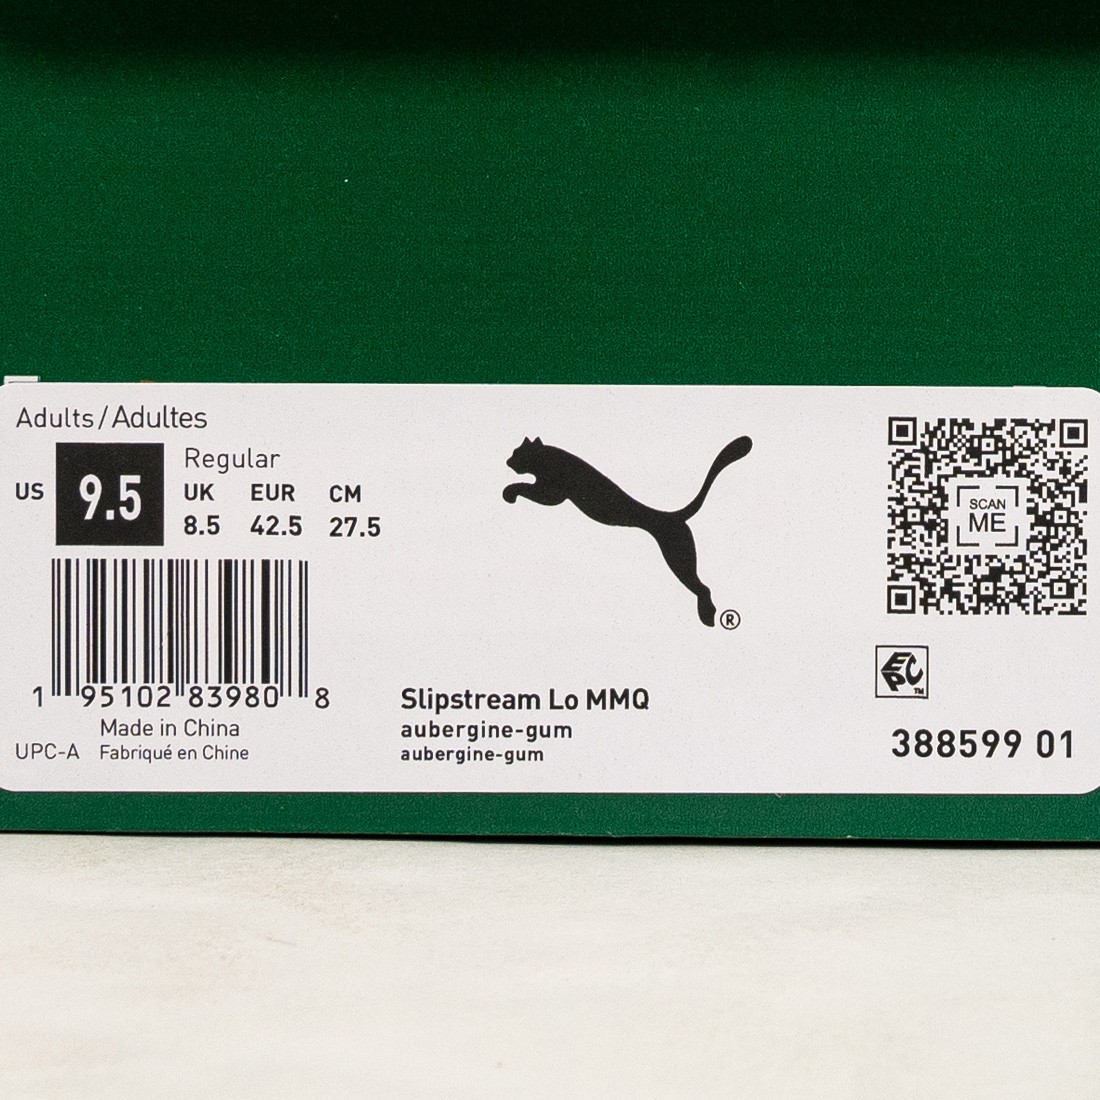 Adults/Adultes
US 9.5
Regular
UK EUR CM
8.5 42.5 27.5
1 95102 83980 8
Made in China
UPC-A Fabriqué en Chine
®
Slipstream Lo MMQ
aubergine-gum
aubergine-gum
SCAN
ME
EPC™
388599 01